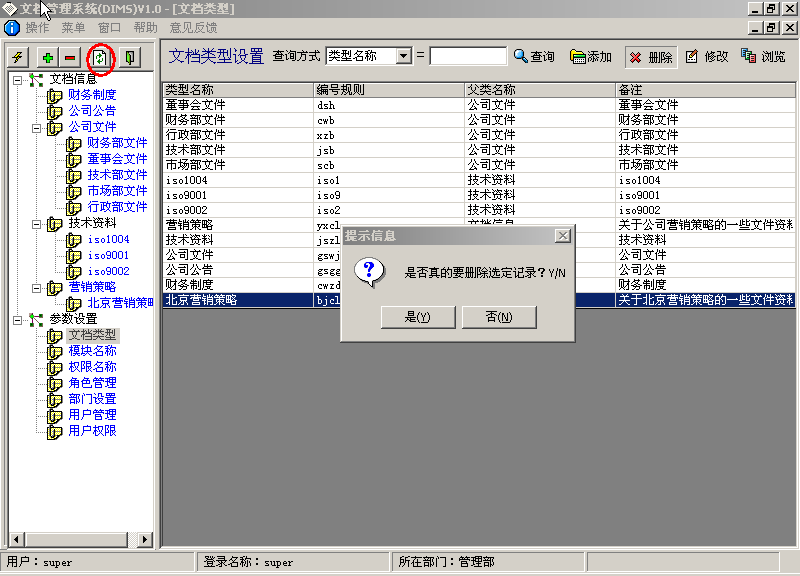 文档管理系统(DIMS)V1.0 - [文档类型]
操作 菜单 窗口 帮助 意见反馈
文档类型设置 查询方式 类型名称 = 查询 添加 删除 修改 浏览
文档信息
财务制度
公司公告
公司文件
财务部文件
董事会文件
技术部文件
市场部文件
行政部文件
技术资料
iso1004
iso9001
iso9002
营销策略
北京营销策略
参数设置
文档类型
模块名称
权限名称
角色管理
部门设置
用户管理
用户权限
类型名称 编号规则 父类名称 备注
董事会文件 dsh 公司文件 董事会文件
财务部文件 cwb 公司文件 财务部文件
行政部文件 xzb 公司文件 行政部文件
技术部文件 jsb 公司文件 技术部文件
市场部文件 scb 公司文件 市场部文件
iso1004 iso1 技术资料 iso1004
iso9001 iso9 技术资料 iso9001
iso9002 iso2 技术资料 iso9002
营销策略 yxcl 文档信息 关于公司营销策略的一些文件资料
技术资料 jszl 技术资料
公司文件 gswj 公司文件
公司公告 gsgg 公司公告
财务制度 cwzd 财务制度
北京营销策略 bjcl 关于北京营销策略的一些文件资料
提示信息
是否真的要删除选定记录？Y/N
是(Y) 否(N)
用户：super 登录名称：super 所在部门：管理部